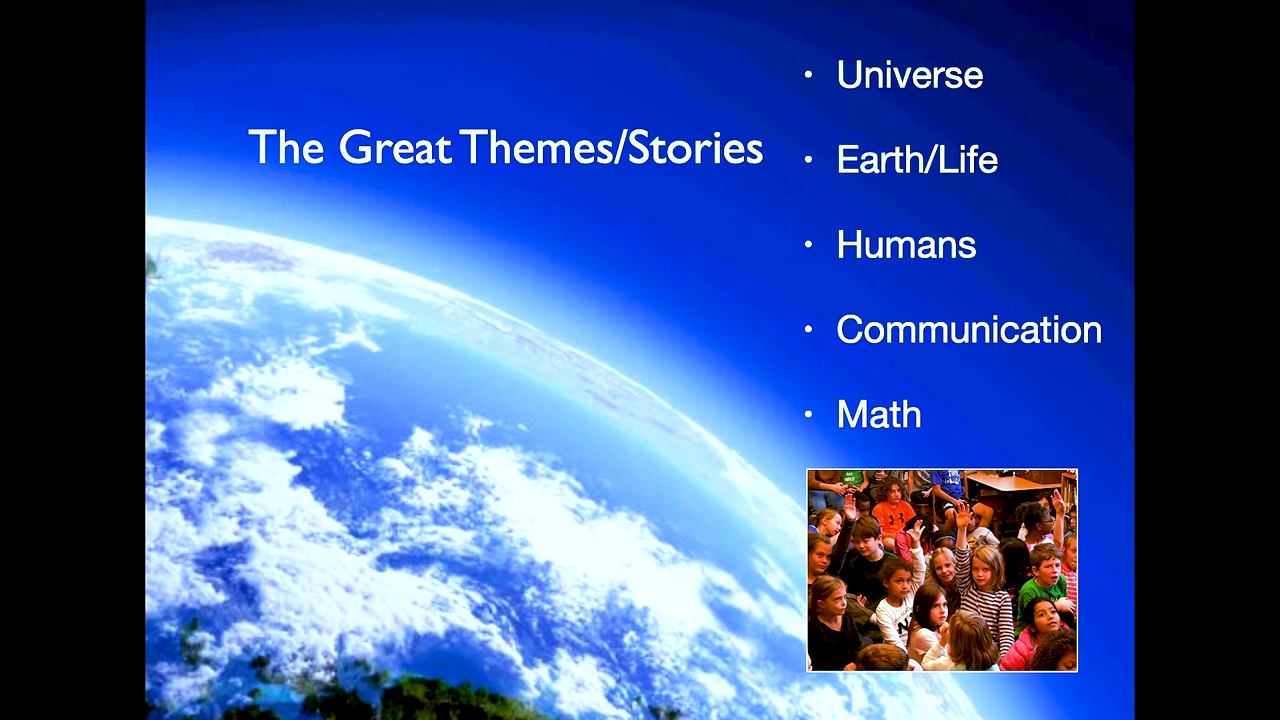 The Great Themes/Stories
• Universe
• Earth/Life
• Humans
• Communication
• Math